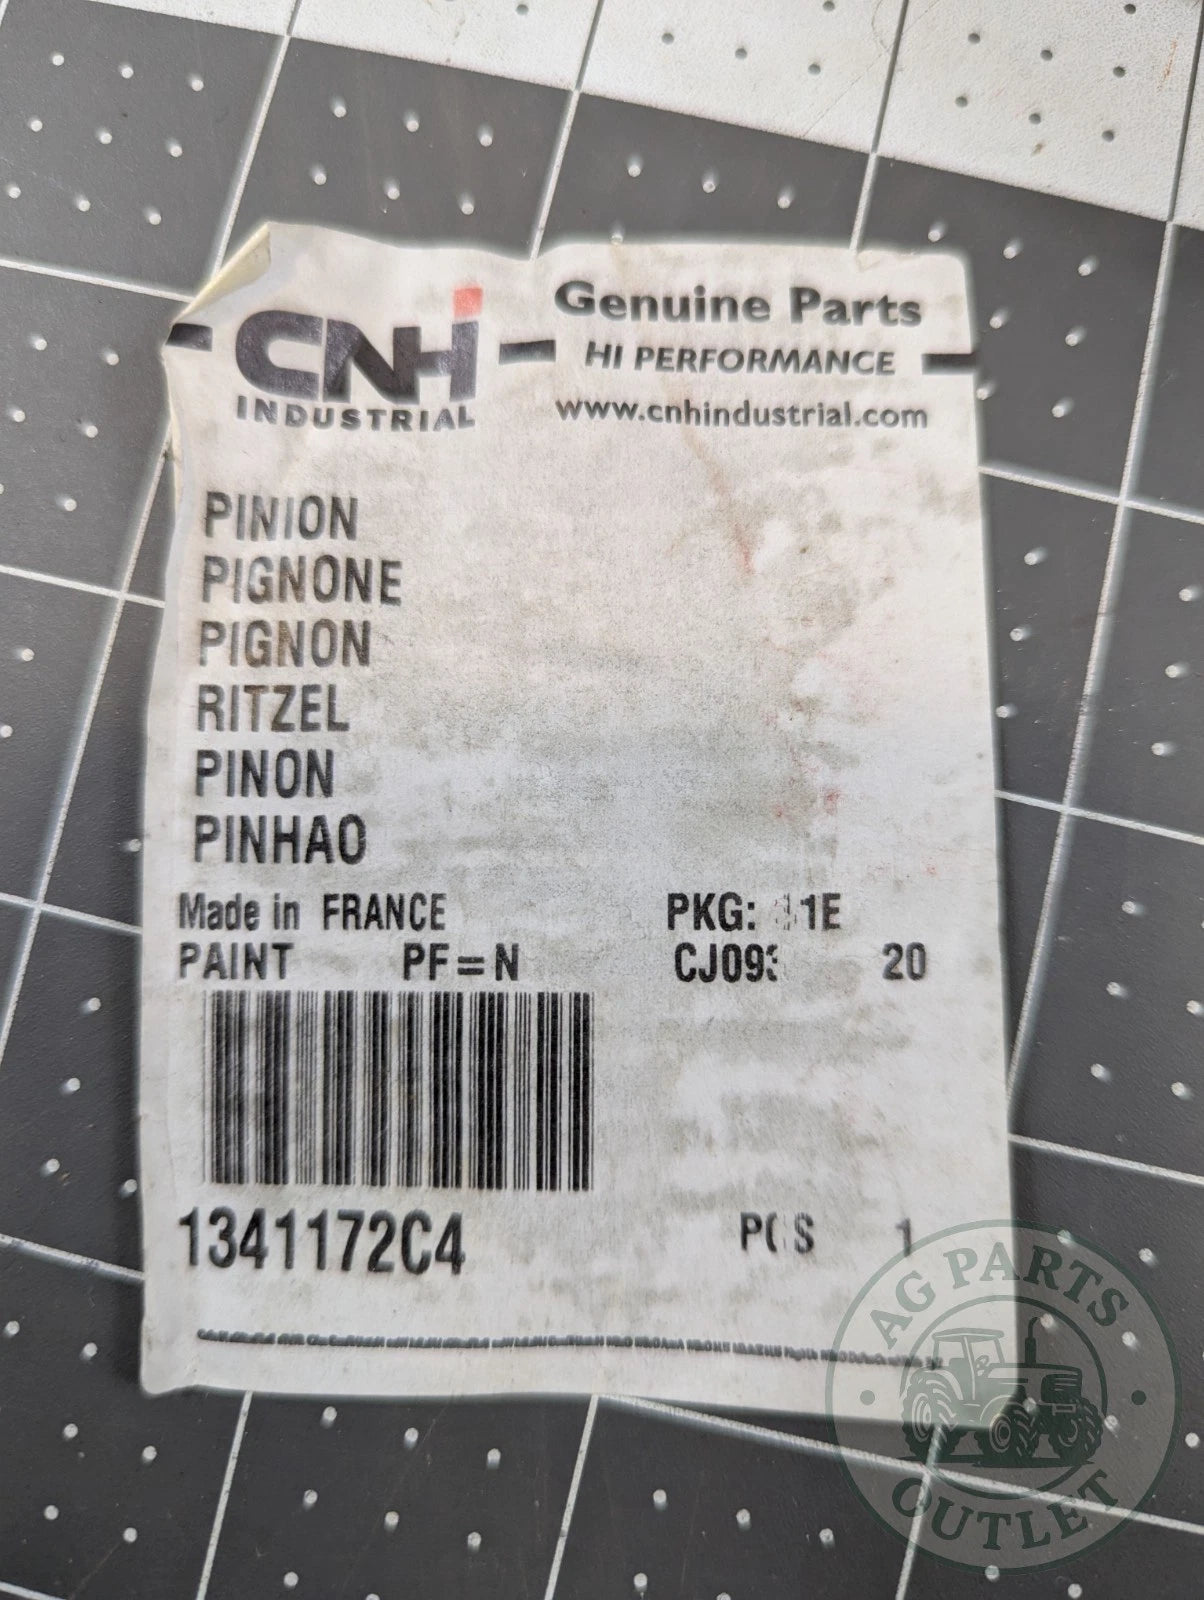 CNH
INDUSTRIAL
Genuine Parts
HI PERFORMANCE
www.cnhindustrial.com
PINION
PIGNONE
PIGNON
RITZEL
PINON
PINHAO
Made in FRANCE PKG: 1E
PAINT PF=N 20
1341172C4 1
AG PARTS
OUTLET